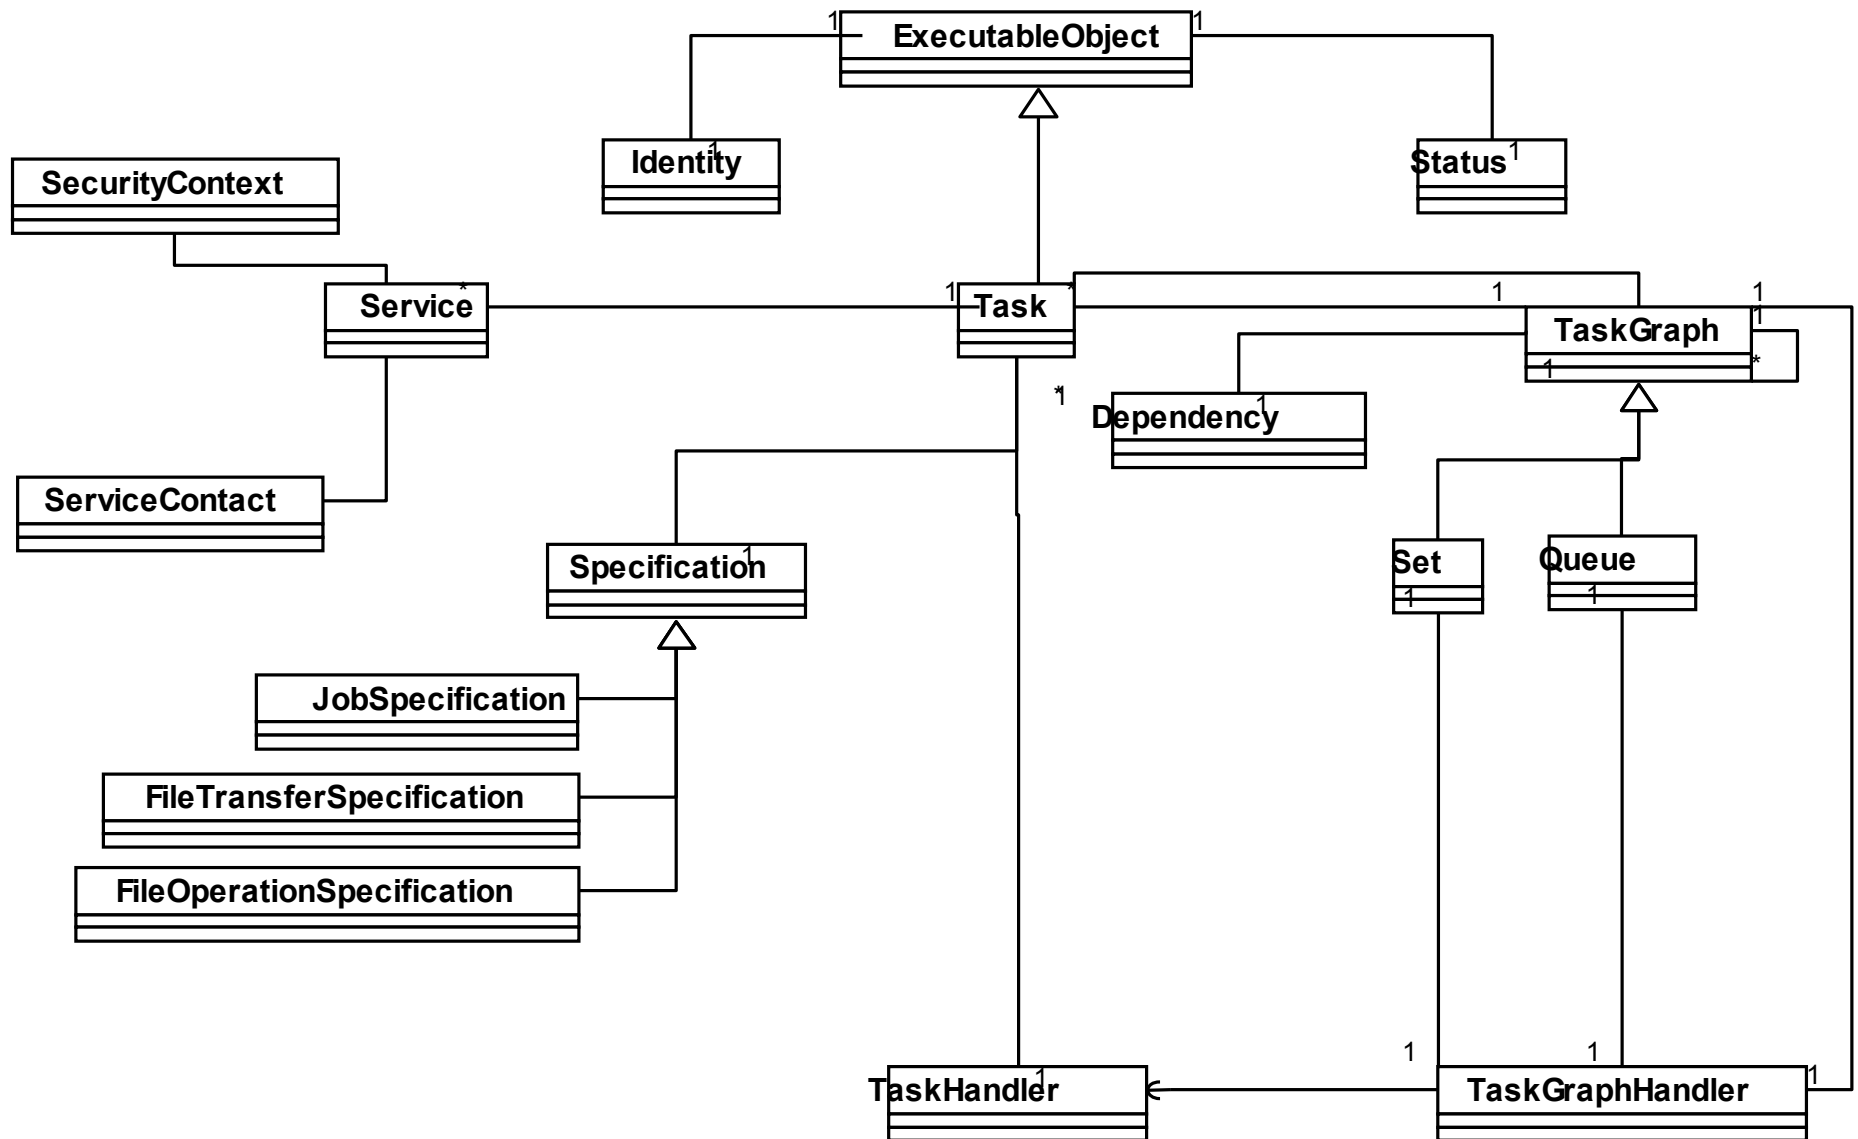 1
1
ExecutableObject
1
Identity
1
Status
SecurityContext
*
Service
1
Task
*
1
1
1
TaskGraph
*
1
*
1
1
Dependency
ServiceContact
1
Specification
Set
1
Queue
1
JobSpecification
FileTransferSpecification
FileOperationSpecification
1
1
1
TaskHandler
1
TaskGraphHandler